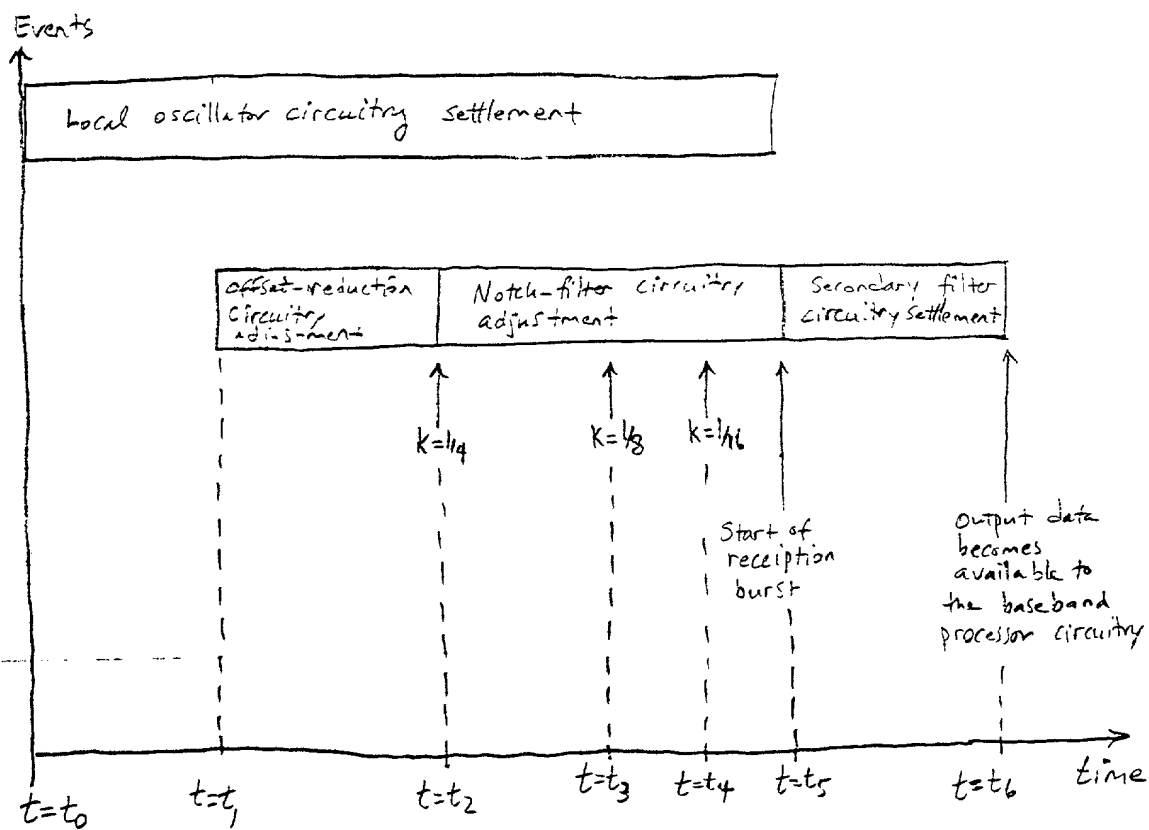 Events
Local oscillator circuitry settlement
offset-reduction
circuitry
adjustment
Notch-filter circuitry
adjustment
Secondary filter
circuitry settlement
k=1/4
k=1/8
k=1/16
Start of
receiption
burst
Output data
becomes
available to
the baseband
processor circuitry
t=t₀
t=t₁
t=t₂
t=t₃
t=t₄
t=t₅
t=t₆
time